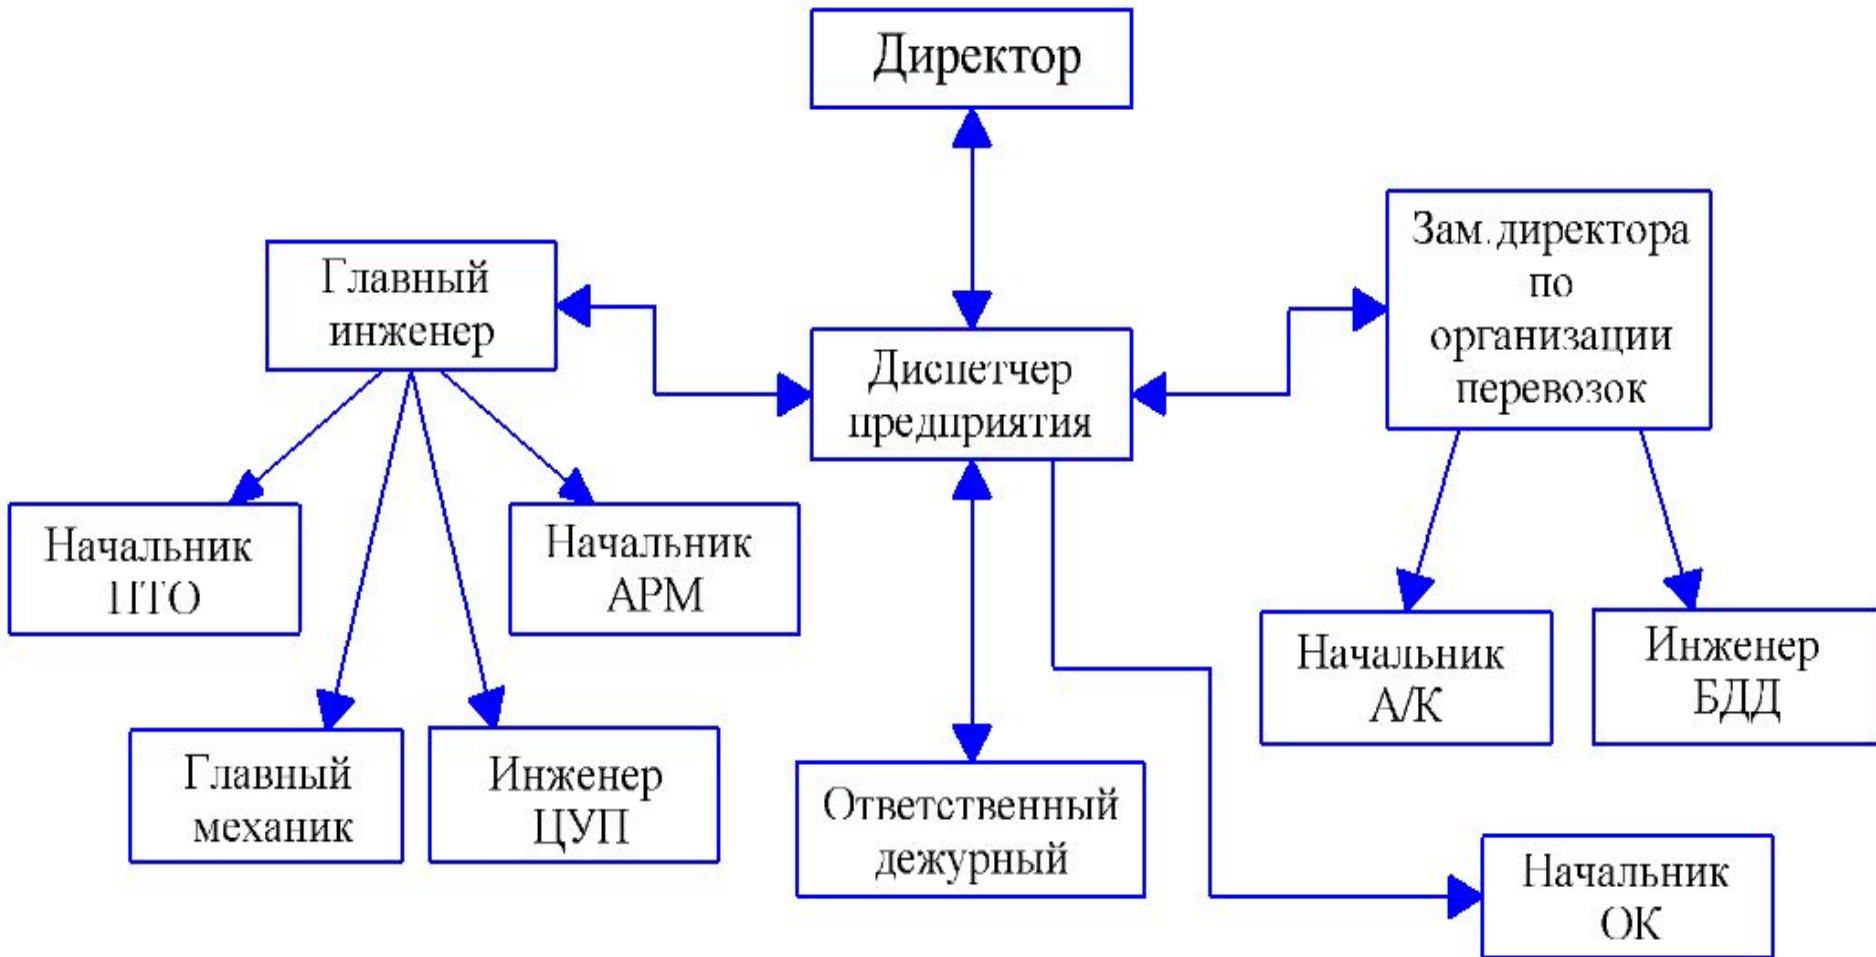 Директор
Зам.директора
по
организации
перевозок
Главный
инженер
Диспетчер
предприятия
Начальник
ПТО
Начальник
АРМ
Начальник
А/К
Инженер
БДД
Главный
механик
Инженер
ЦУП
Ответственный
дежурный
Начальник
ОК